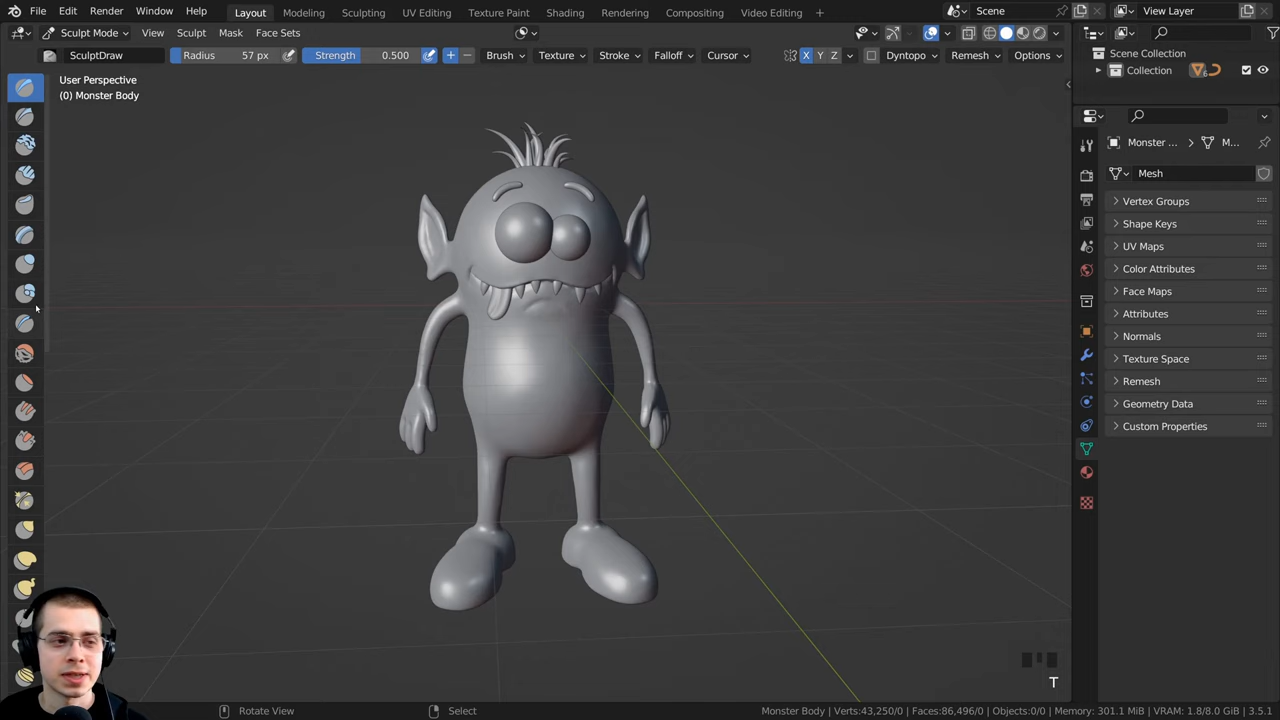 File Edit Render Window Help Layout Modeling Sculpting UV Editing Texture Paint Shading Rendering Compositing Video Editing + Scene View Layer
Sculpt Mode View Sculpt Mask Face Sets
SculptDraw Radius 57 px Strength 0.500 + - Brush Texture Stroke Falloff Cursor X Y Z Dyntopo Remesh Options
User Perspective
(0) Monster Body
Scene Collection
Collection 6
Monster ... M...
Mesh
Vertex Groups
Shape Keys
UV Maps
Color Attributes
Face Maps
Attributes
Normals
Texture Space
Remesh
Geometry Data
Custom Properties
T
Rotate View Select Monster Body | Verts:43,250/0 | Faces:86,496/0 | Objects:0/0 | Memory: 301.1 MiB | VRAM: 1.8/8.0 GiB | 3.5.1